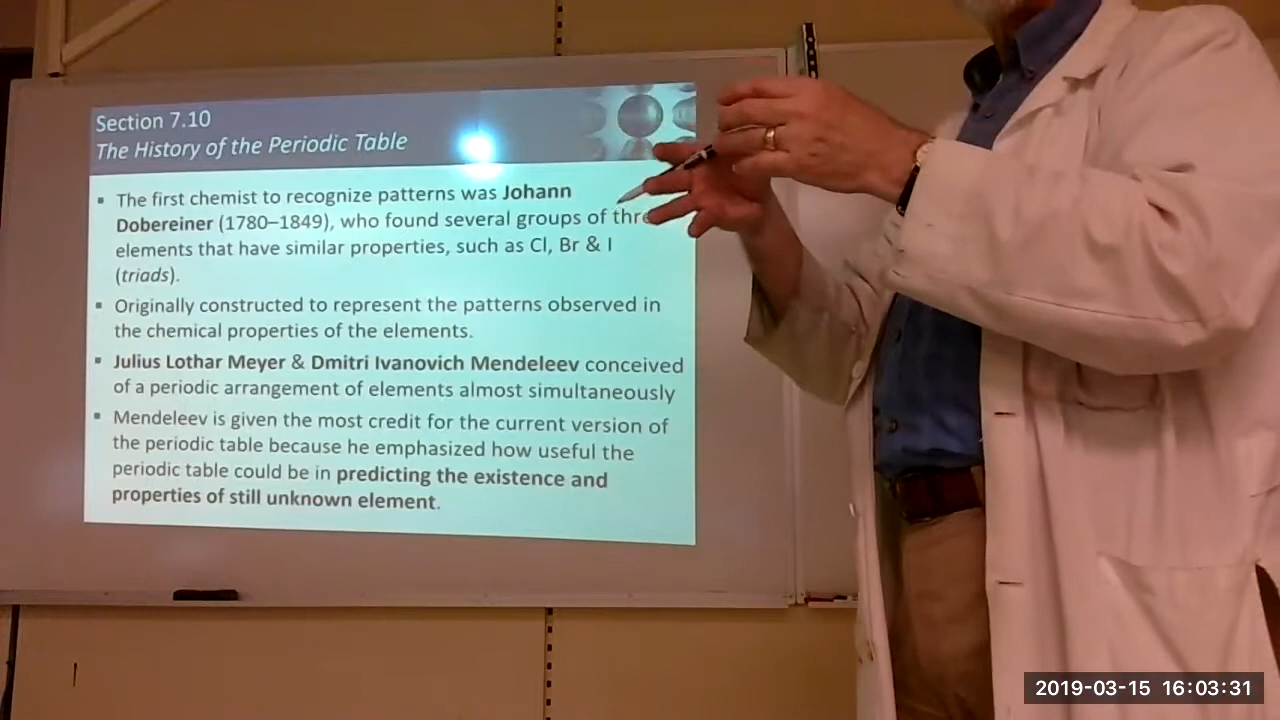 Section 7.10
The History of the Periodic Table
▪ The first chemist to recognize patterns was Johann
Dobereiner (1780–1849), who found several groups of
elements that have similar properties, such as Cl, Br & I
(triads).
▪ Originally constructed to represent the patterns observed in
the chemical properties of the elements.
▪ Julius Lothar Meyer & Dmitri Ivanovich Mendeleev conceived
of a periodic arrangement of elements almost simultaneously
▪ Mendeleev is given the most credit for the current version of
the periodic table because he emphasized how useful the
periodic table could be in predicting the existence and
properties of still unknown element.
2019-03-15 16:03:31